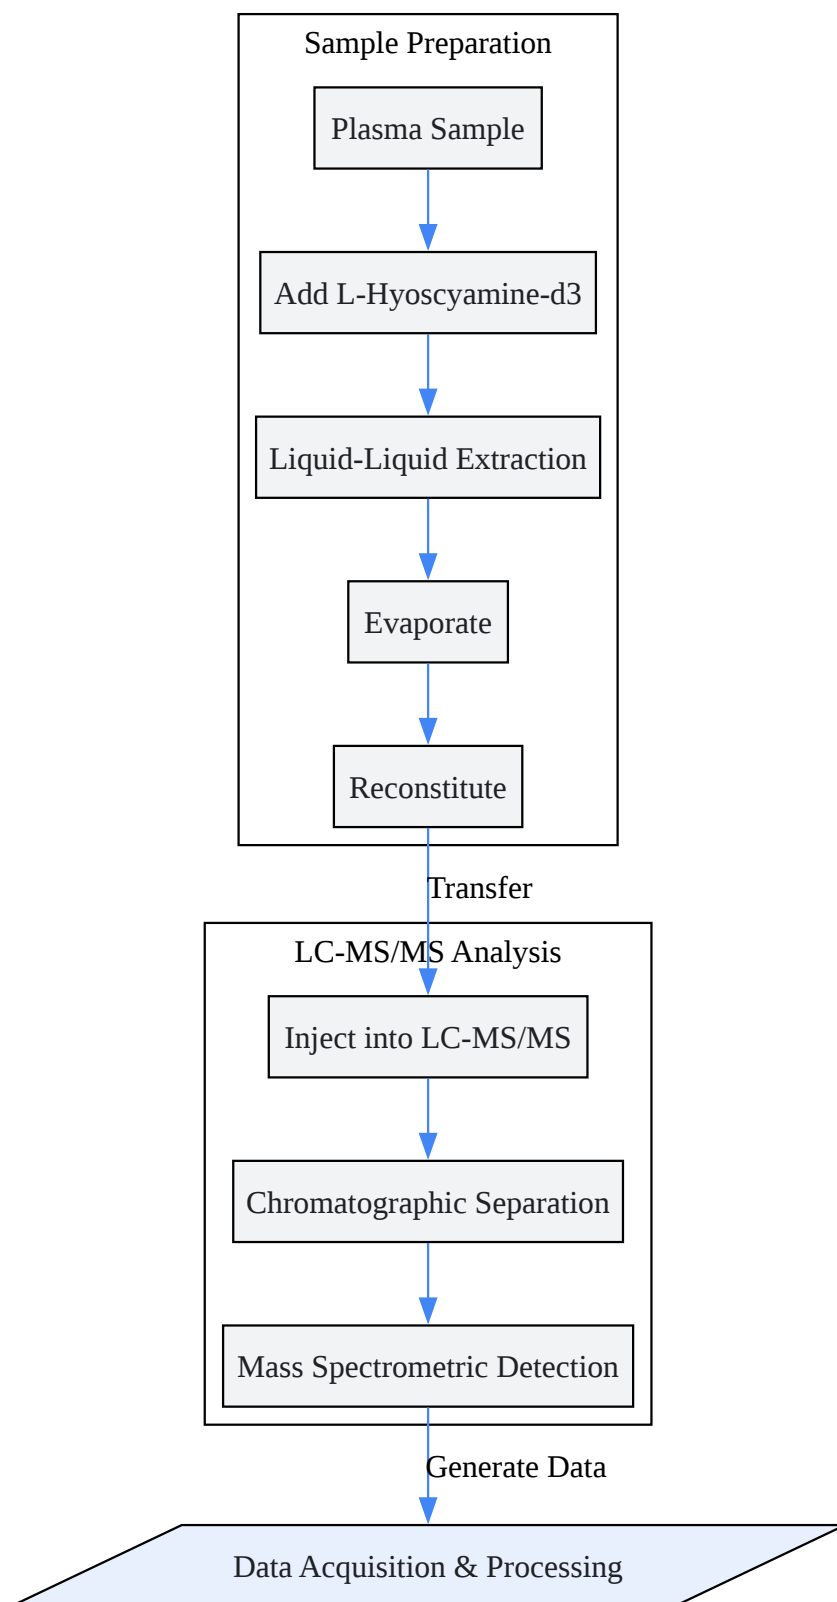 Sample Preparation
Plasma Sample
Add L-Hyoscyamine-d3
Liquid-Liquid Extraction
Evaporate
Reconstitute
Transfer
LC-MS/MS Analysis
Inject into LC-MS/MS
Chromatographic Separation
Mass Spectrometric Detection
Generate Data
Data Acquisition & Processing